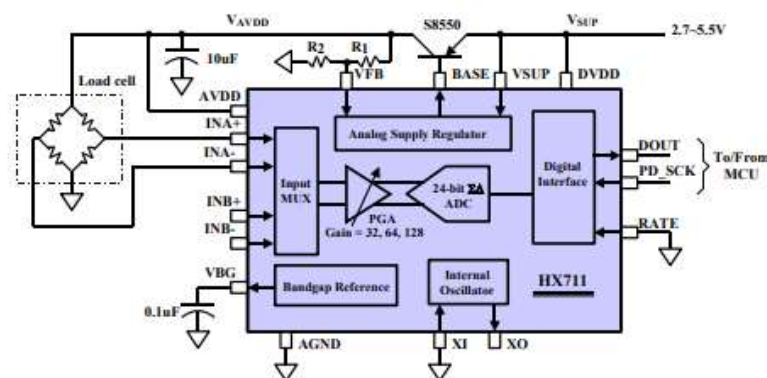 VAVDD
S8550
VSUP
2.7~5.5V
10uF
R2
R1
Load cell
VFB
BASE
VSUP
DVDD
AVDD
INA+
INA-
INB+
INB-
VBG
Analog Supply Regulator
Input
MUX
PGA
Gain = 32, 64, 128
24-bit ΣΔ
ADC
Digital
Interface
DOUT
PD_SCK
To/From
MCU
RATE
Bandgap Reference
Internal
Oscillator
HX711
0.1uF
AGND
XI
XO